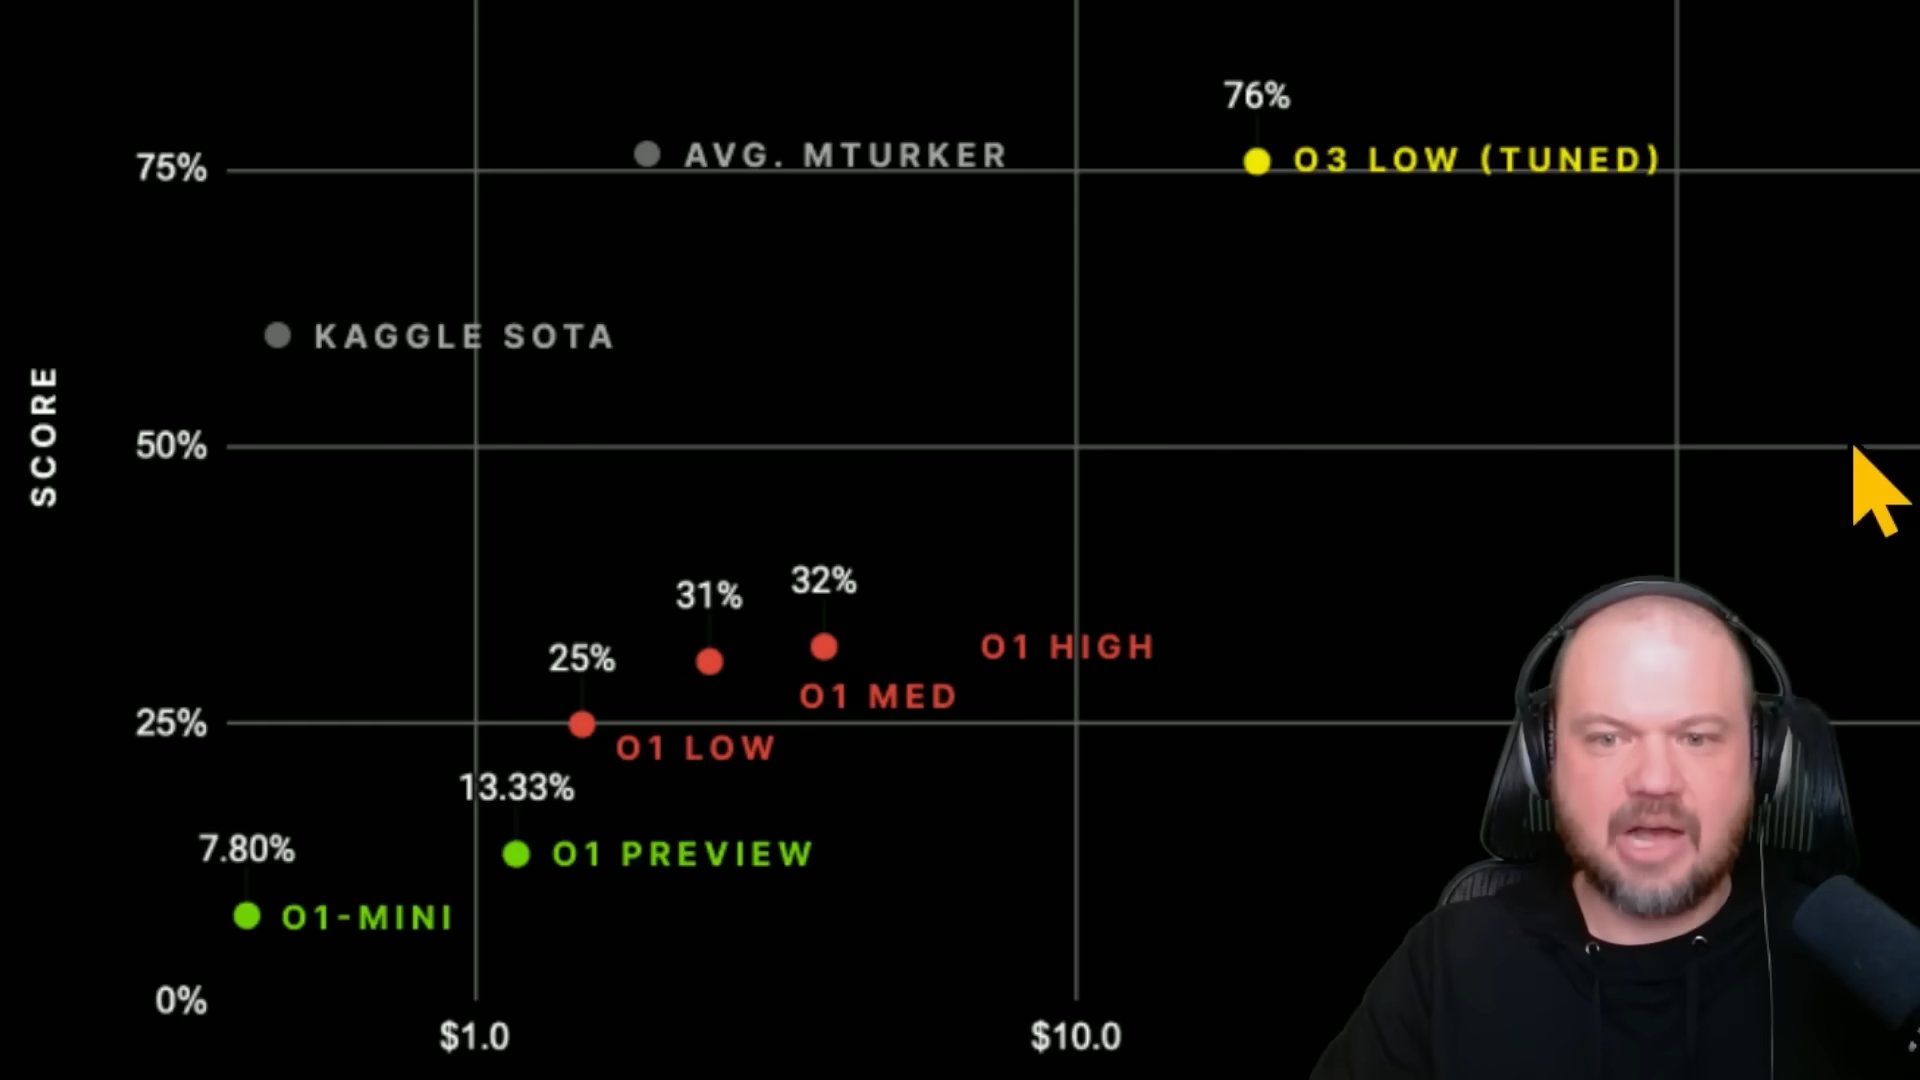 76%
75%
AVG. MTURKER
O3 LOW (TUNED)
KAGGLE SOTA
SCORE
50%
32%
31%
25%
O1 HIGH
O1 MED
25%
O1 LOW
13.33%
7.80%
O1 PREVIEW
O1-MINI
0%
$1.0
$10.0